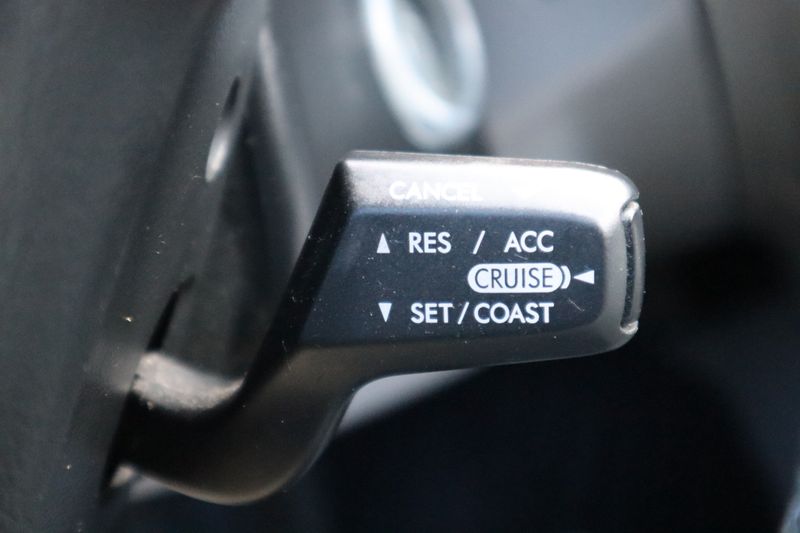 CANCEL
▲ RES / ACC
CRUISE
▼ SET / COAST